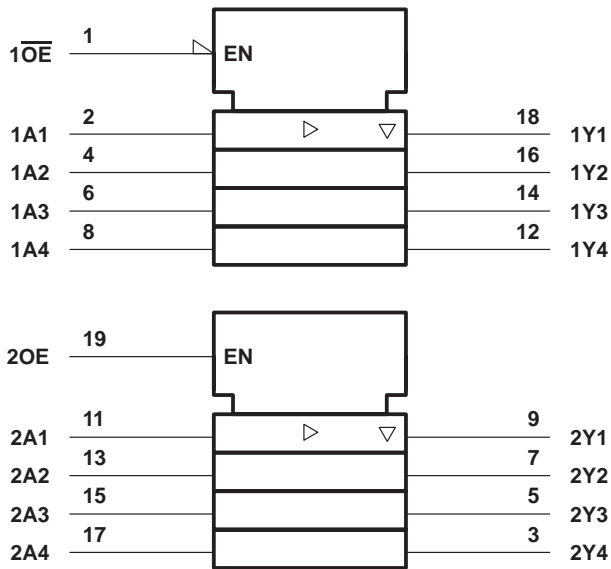 1 
1O̅E̅ EN
2 18
1A1 1Y1
4 16
1A2 1Y2
6 14
1A3 1Y3
8 12
1A4 1Y4
19
2OE EN
11 9
2A1 2Y1
13 7
2A2 2Y2
15 5
2A3 2Y3
17 3
2A4 2Y4